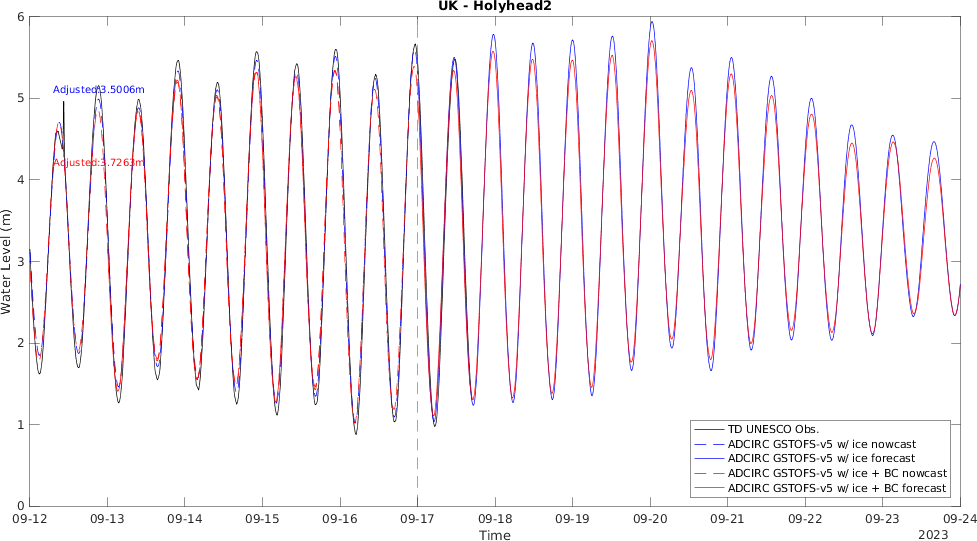 UK - Holyhead2
6
5
4
3
2
1
0
Water Level (m)
Adjusted:3.5006m
Adjusted:3.7263m
TD UNESCO Obs.
ADCIRC GSTOFS-v5 w/ ice nowcast
ADCIRC GSTOFS-v5 w/ ice forecast
ADCIRC GSTOFS-v5 w/ ice + BC nowcast
ADCIRC GSTOFS-v5 w/ ice + BC forecast
09-12 09-13 09-14 09-15 09-16 09-17 09-18 09-19 09-20 09-21 09-22 09-23 09-24
Time
2023